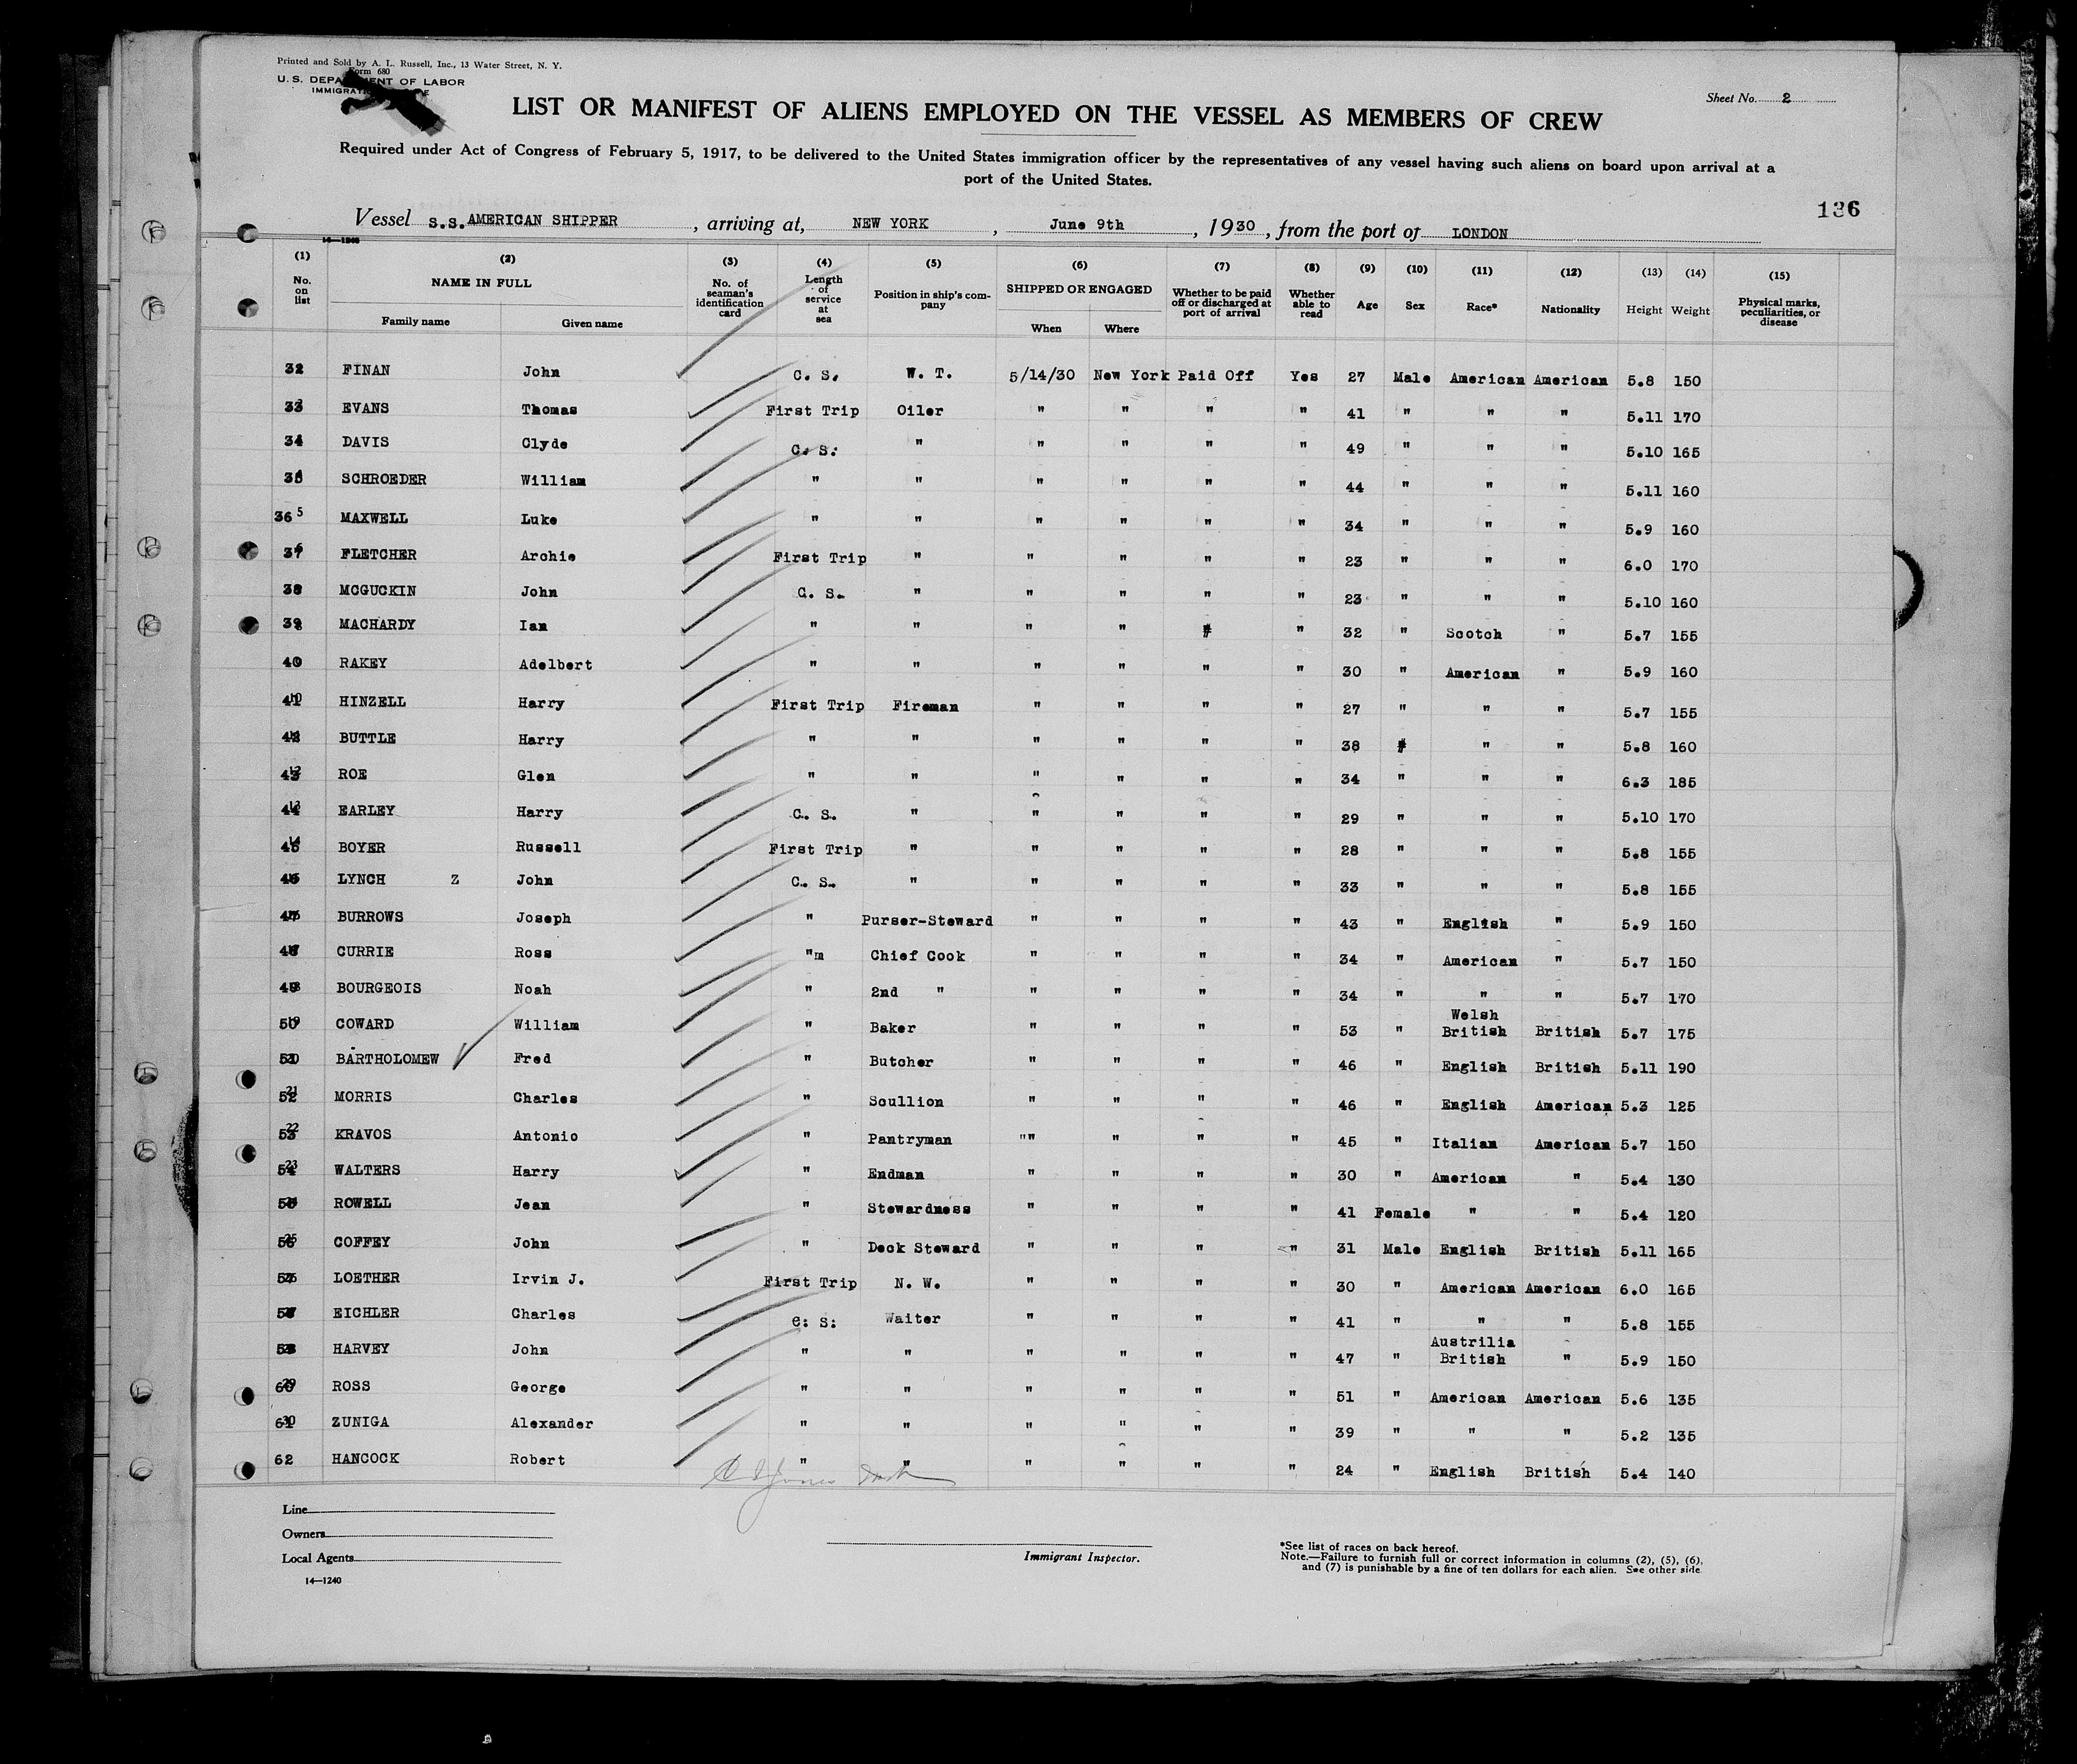 Printed and Sold by A. L. Russell, Inc., 13 Water Street, N. Y.
Form 680
U. S. DEPARTMENT OF LABOR
Sheet No. 2
LIST OR MANIFEST OF ALIENS EMPLOYED ON THE VESSEL AS MEMBERS OF CREW
Required under Act of Congress of February 5, 1917, to be delivered to the United States immigration officer by the representatives of any vessel having such aliens on board upon arrival at a
port of the United States.
136
Vessel S.S. AMERICAN SHIPPER, arriving at, NEW YORK, June 9th, 1930, from the port of LONDON
14—1240
(1) No. on list (2) NAME IN FULL Family name Given name (3) No. of seaman's identification card (4) Length of service at sea (5) Position in ship's company (6) SHIPPED OR ENGAGED When Where (7) Whether to be paid off or discharged at port of arrival (8) Whether able to read (9) Age (10) Sex (11) Race* (12) Nationality (13) Height (14) Weight (15) Physical marks, peculiarities, or disease
32 FINAN John C. S. W. T. 5/14/30 New York Paid Off Yes 27 Male American American 5.8 150
33 EVANS Thomas First Trip Oiler " " " " 41 " " " 5.11 170
34 DAVIS Clyde C. S. " " " " " 49 " " " 5.10 165
35 SCHROEDER William " " " " " " 44 " " " 5.11 160
36 5 MAXWELL Luke " " " " " " 34 " " " 5.9 160
37 FLETCHER Archie First Trip " " " " " 23 " " " 6.0 170
38 MCGUCKIN John C. S. " " " " " 23 " " " 5.10 160
39 MACHARDY Ian " " " " " " 32 " Scotch " 5.7 155
40 RAKEY Adelbert " " " " " " 30 " American " 5.9 160
41 HINZELL Harry First Trip Fireman " " " " 27 " " " 5.7 155
42 BUTTLE Harry " " " " " " 38 " " " 5.8 160
43 ROE Glen " " " " " " 34 " " " 6.3 185
44 EARLEY Harry C. S. " " " " " 29 " " " 5.10 170
45 BOYER Russell First Trip " " " " " 28 " " " 5.8 155
46 LYNCH Z John C. S. " " " " " 33 " " " 5.8 155
47 BURROWS Joseph " Purser-Steward " " " " 43 " English " 5.9 150
48 CURRIE Ross "m Chief Cook " " " " 34 " American " 5.7 150
49 BOURGEOIS Noah " 2nd " " " " " 34 " " " 5.7 170
50 COWARD William " Baker " " " " 53 " Welsh British British 5.7 175
51 BARTHOLOMEW Fred " Butcher " " " " 46 " English British 5.11 190
52 MORRIS Charles " Scullion " " " " 46 " English American 5.3 125
53 KRAVOS Antonio " Pantryman "" " " " 45 " Italian American 5.7 150
54 WALTERS Harry " Endman " " " " 30 " American " 5.4 130
55 ROWELL Jean " Stewardness " " " " 41 Female " " 5.4 120
56 COFFEY John " Deck Steward " " " " 31 Male English British 5.11 165
57 LOETHER Irvin J. First Trip N. W. " " " " 30 " American American 6.0 165
58 EICHLER Charles C: S: Waiter " " " " 41 " " " 5.8 155
59 HARVEY John " " " " " " 47 " Austrilia British " 5.9 150
60 ROSS George " " " " " " 51 " American American 5.6 135
61 ZUNIGA Alexander " " " " " " 39 " " " 5.2 135
62 HANCOCK Robert " " " " " " 24 " English British 5.4 140
Line
Owners
Local Agents
14—1240
Immigrant Inspector.
*See list of races on back hereof.
Note.—Failure to furnish full or correct information in columns (2), (5), (6),
and (7) is punishable by a fine of ten dollars for each alien. See other side.